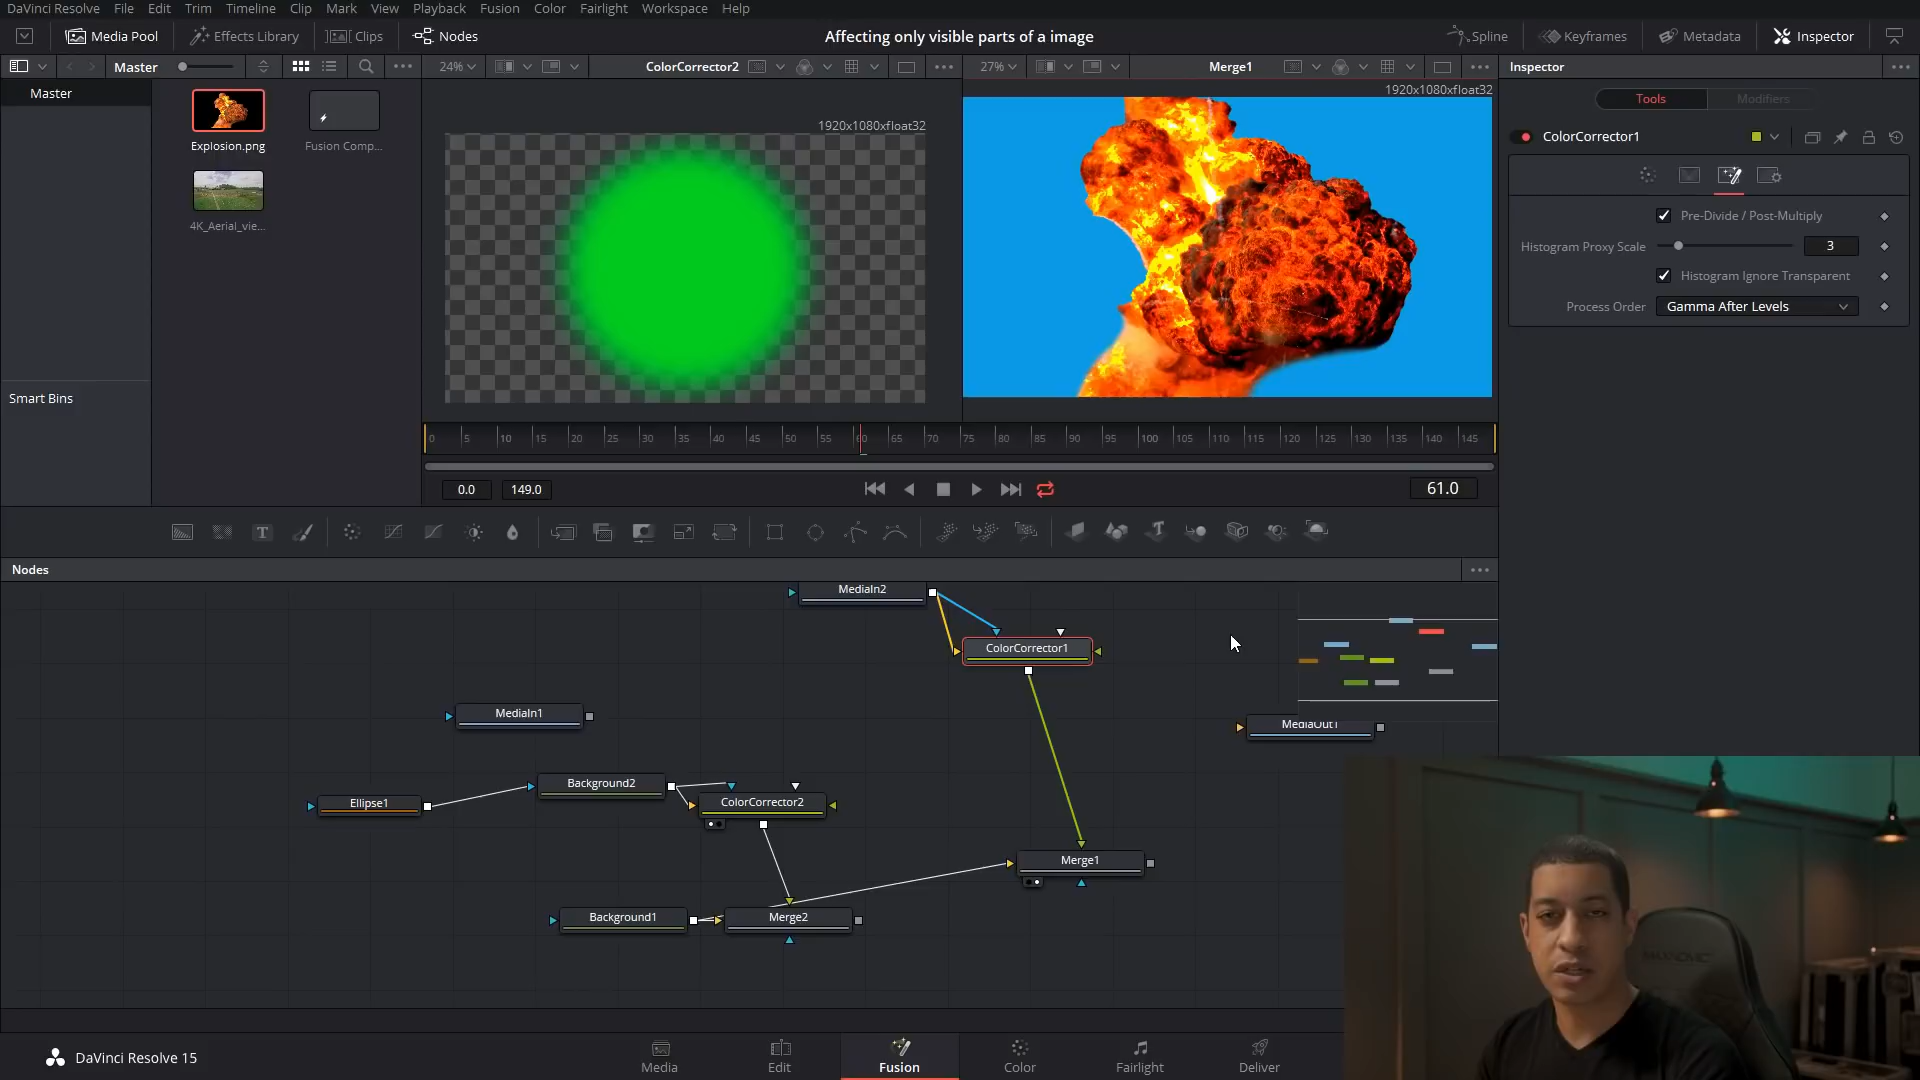 DaVinci Resolve File Edit Trim Timeline Clip Mark View Playback Fusion Color Fairlight Workspace Help
Media Pool Effects Library Clips Nodes Affecting only visible parts of a image Spline Keyframes Metadata Inspector
Master 24% ColorCorrector2 27% Merge1 Inspector
Master
1920x1080xfloat32
1920x1080xfloat32
Tools Modifiers
Explosion.png Fusion Comp...
4K_Aerial_vie...
ColorCorrector1
Pre-Divide / Post-Multiply
Histogram Proxy Scale 3
Histogram Ignore Transparent
Process Order Gamma After Levels
Smart Bins
0 5 10 15 20 25 30 35 40 45 50 55 60 65 70 75 80 85 90 95 100 105 110 115 120 125 130 135 140 145
0.0 149.0 61.0
Nodes
MediaIn2
ColorCorrector1
MediaIn1
MediaOut1
Background2
Ellipse1
ColorCorrector2
Merge1
Background1
Merge2
DaVinci Resolve 15
Media Edit Fusion Color Fairlight Deliver